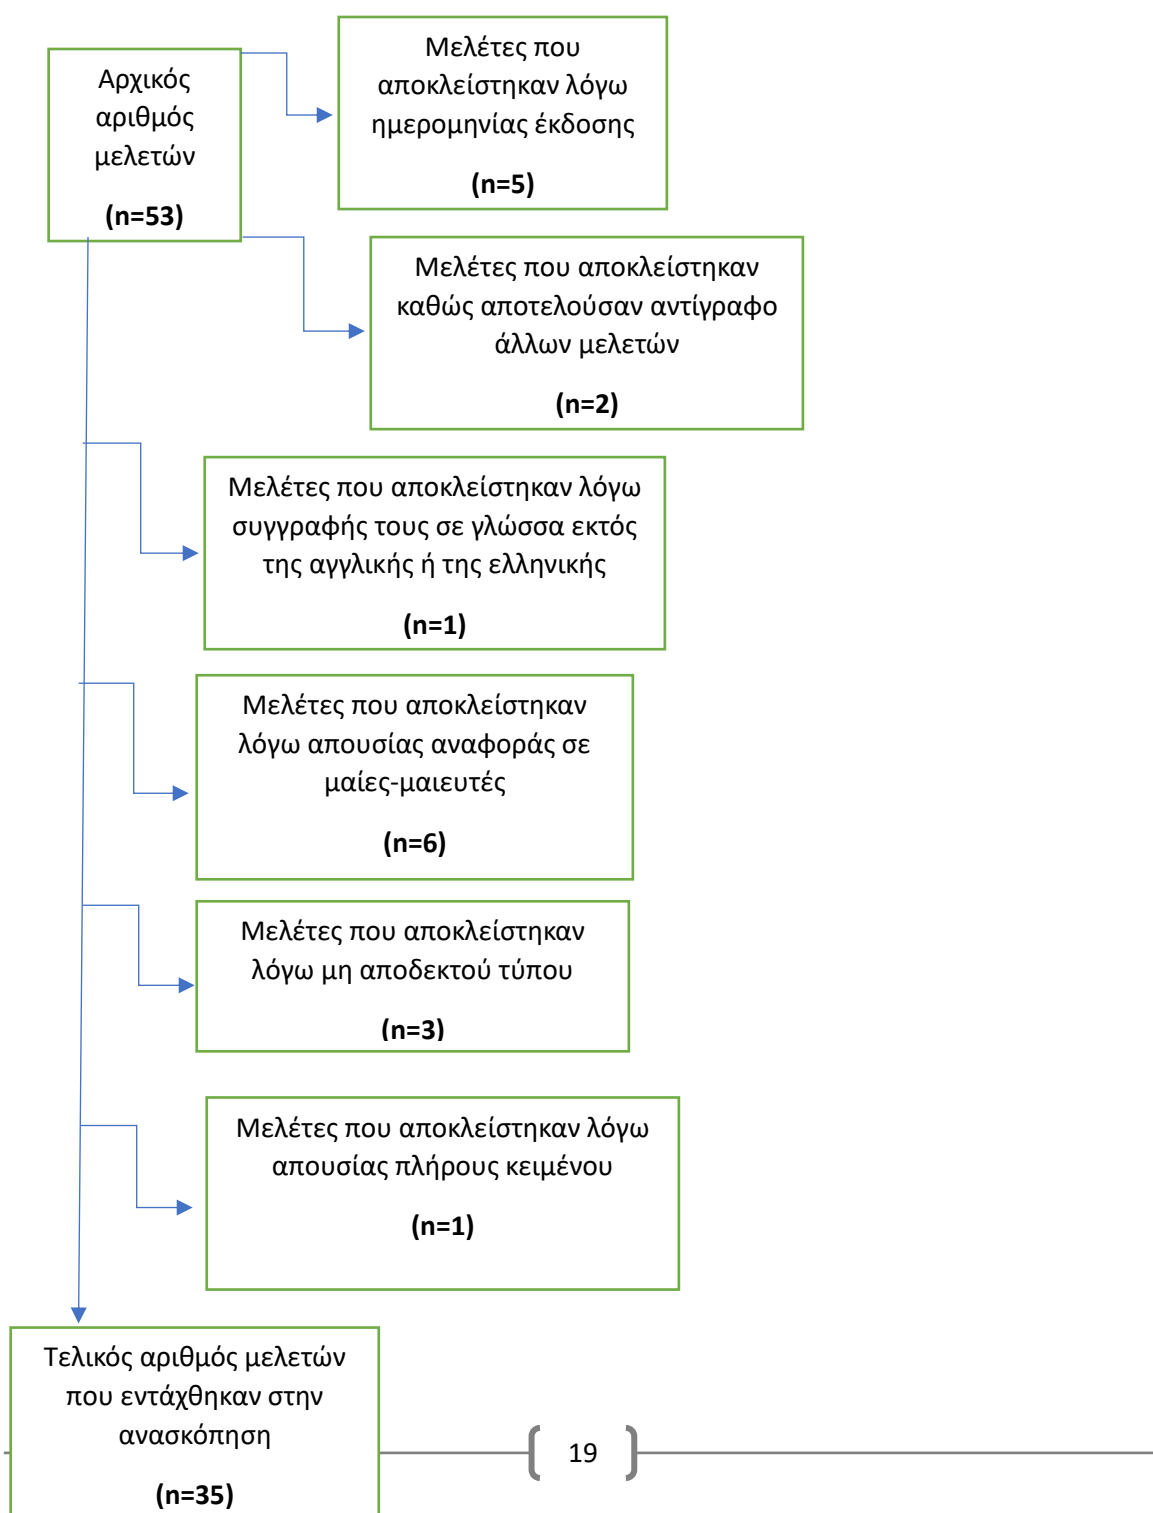 Αρχικός
αριθμός
μελετών
(n=53)
Μελέτες που
αποκλείστηκαν λόγω
ημερομηνίας έκδοσης
(n=5)
Μελέτες που αποκλείστηκαν
καθώς αποτελούσαν αντίγραφο
άλλων μελετών
(n=2)
Μελέτες που αποκλείστηκαν λόγω
συγγραφής τους σε γλώσσα εκτός
της αγγλικής ή της ελληνικής
(n=1)
Μελέτες που αποκλείστηκαν
λόγω απουσίας αναφοράς σε
μαίες-μαιευτές
(n=6)
Μελέτες που αποκλείστηκαν
λόγω μη αποδεκτού τύπου
(n=3)
Μελέτες που αποκλείστηκαν λόγω
απουσίας πλήρους κειμένου
(n=1)
Τελικός αριθμός μελετών
που εντάχθηκαν στην
ανασκόπηση
(n=35)
19